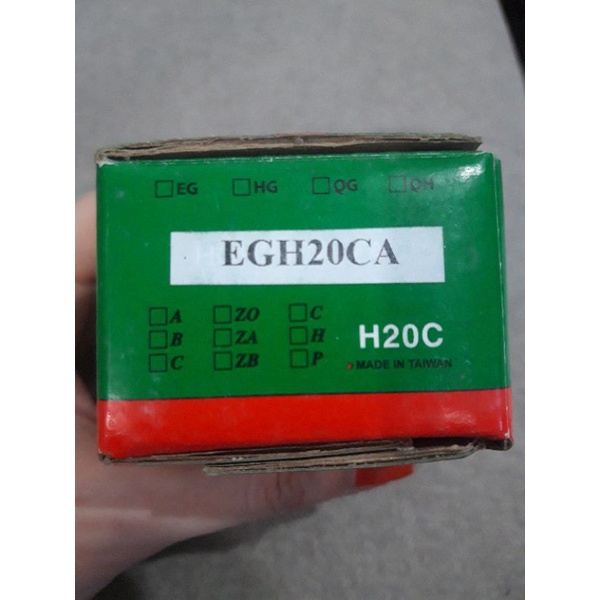 ☐EG ☐HG ☐QG ☐QH
EGH20CA
☐A ☐ZO ☐C
☐B ☐ZA ☐H
☐C ☐ZB ☐P
H20C
MADE IN TAIWAN